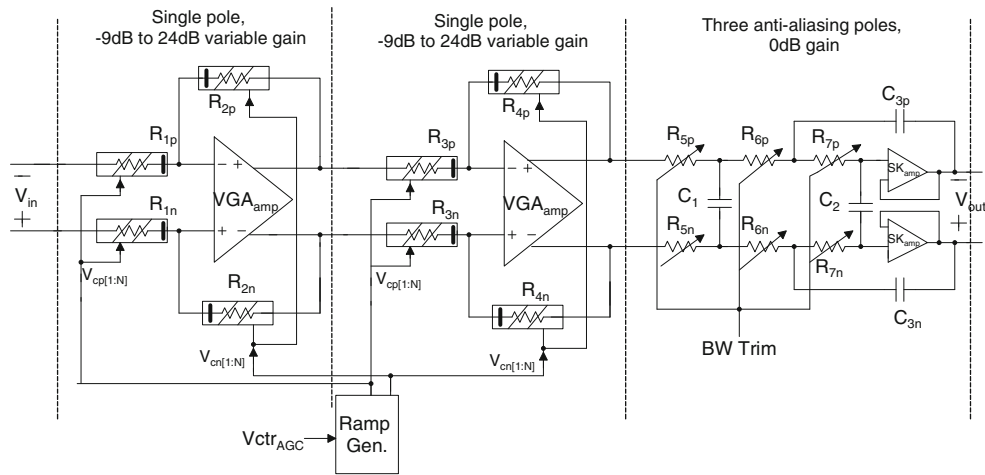 Single pole,
-9dB to 24dB variable gain
Single pole,
-9dB to 24dB variable gain
Three anti-aliasing poles,
0dB gain
R2p
R4p
C3p
R1p
R3p
R5p
R6p
R7p
− +
− +
SKamp
−
Vin
+
VGAamp
VGAamp
C1
C2
−
Vout
+
R1n
R3n
R5n
R6n
R7n
+ −
+ −
SKamp
Vcp[1:N]
Vcp[1:N]
R2n
R4n
C3n
Vcn[1:N]
Vcn[1:N]
BW Trim
VctrAGC
Ramp
Gen.